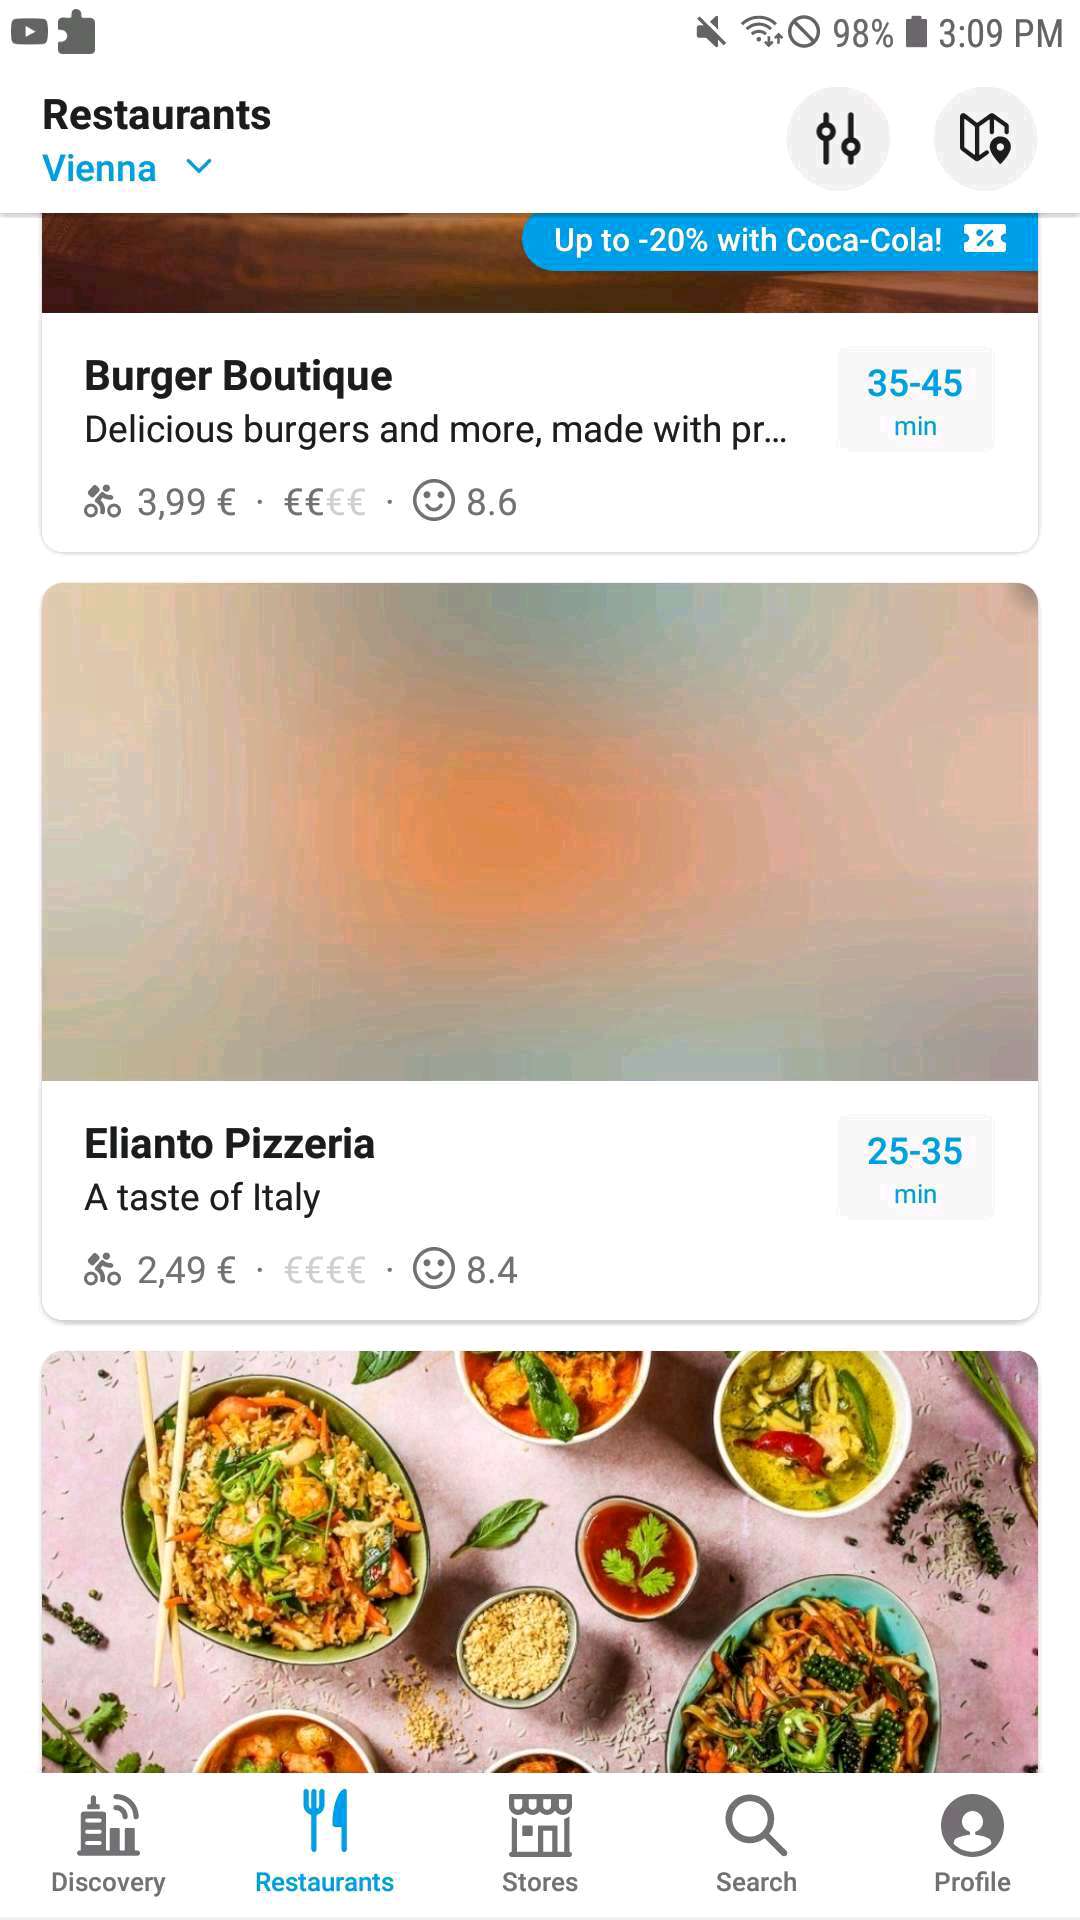 98% 3:09 PM
Restaurants
Vienna
Up to -20% with Coca-Cola!
Burger Boutique
35-45
min
Delicious burgers and more, made with pr...
3,99 € · €€€€ · 8.6
Elianto Pizzeria
25-35
min
A taste of Italy
2,49 € · €€€€ · 8.4
Discovery
Restaurants
Stores
Search
Profile